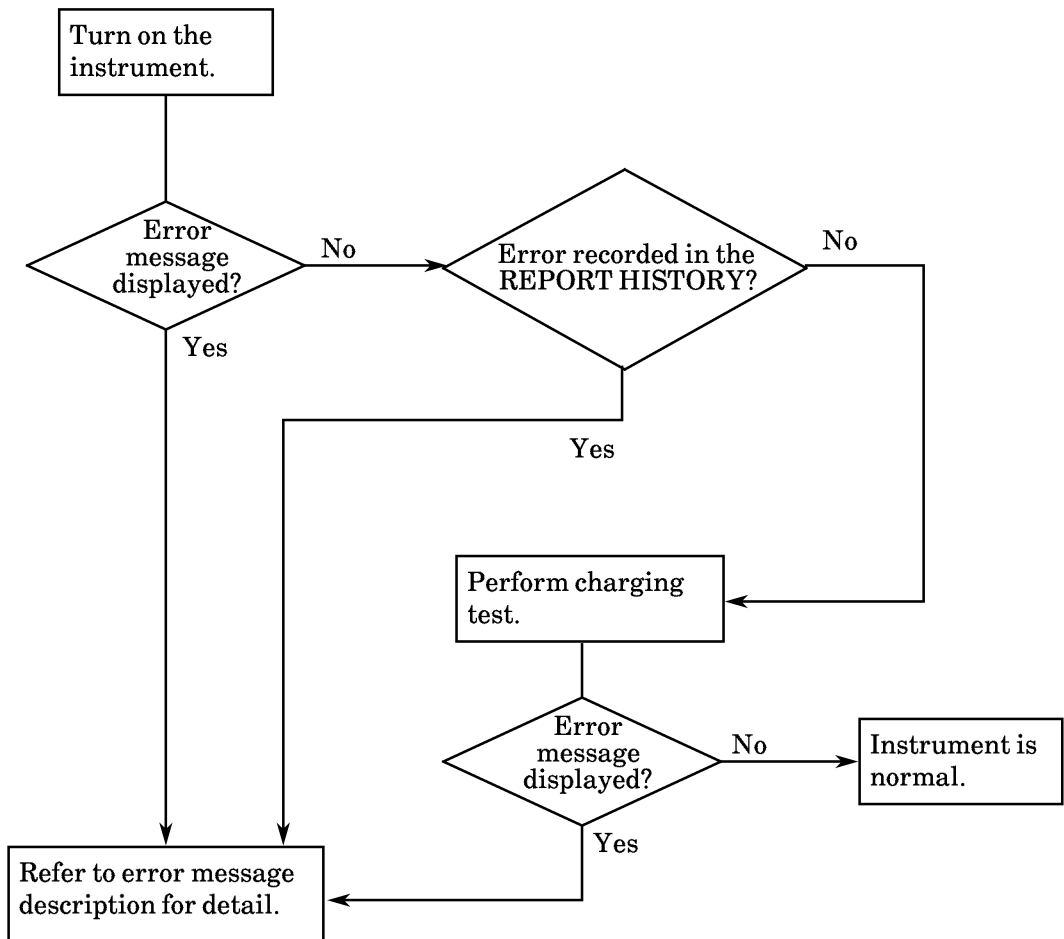 Turn on the
instrument.
Error
message
displayed?
No
Error recorded in the
REPORT HISTORY?
No
Yes
Yes
Perform charging
test.
Error
message
displayed?
No
Instrument is
normal.
Yes
Refer to error message
description for detail.